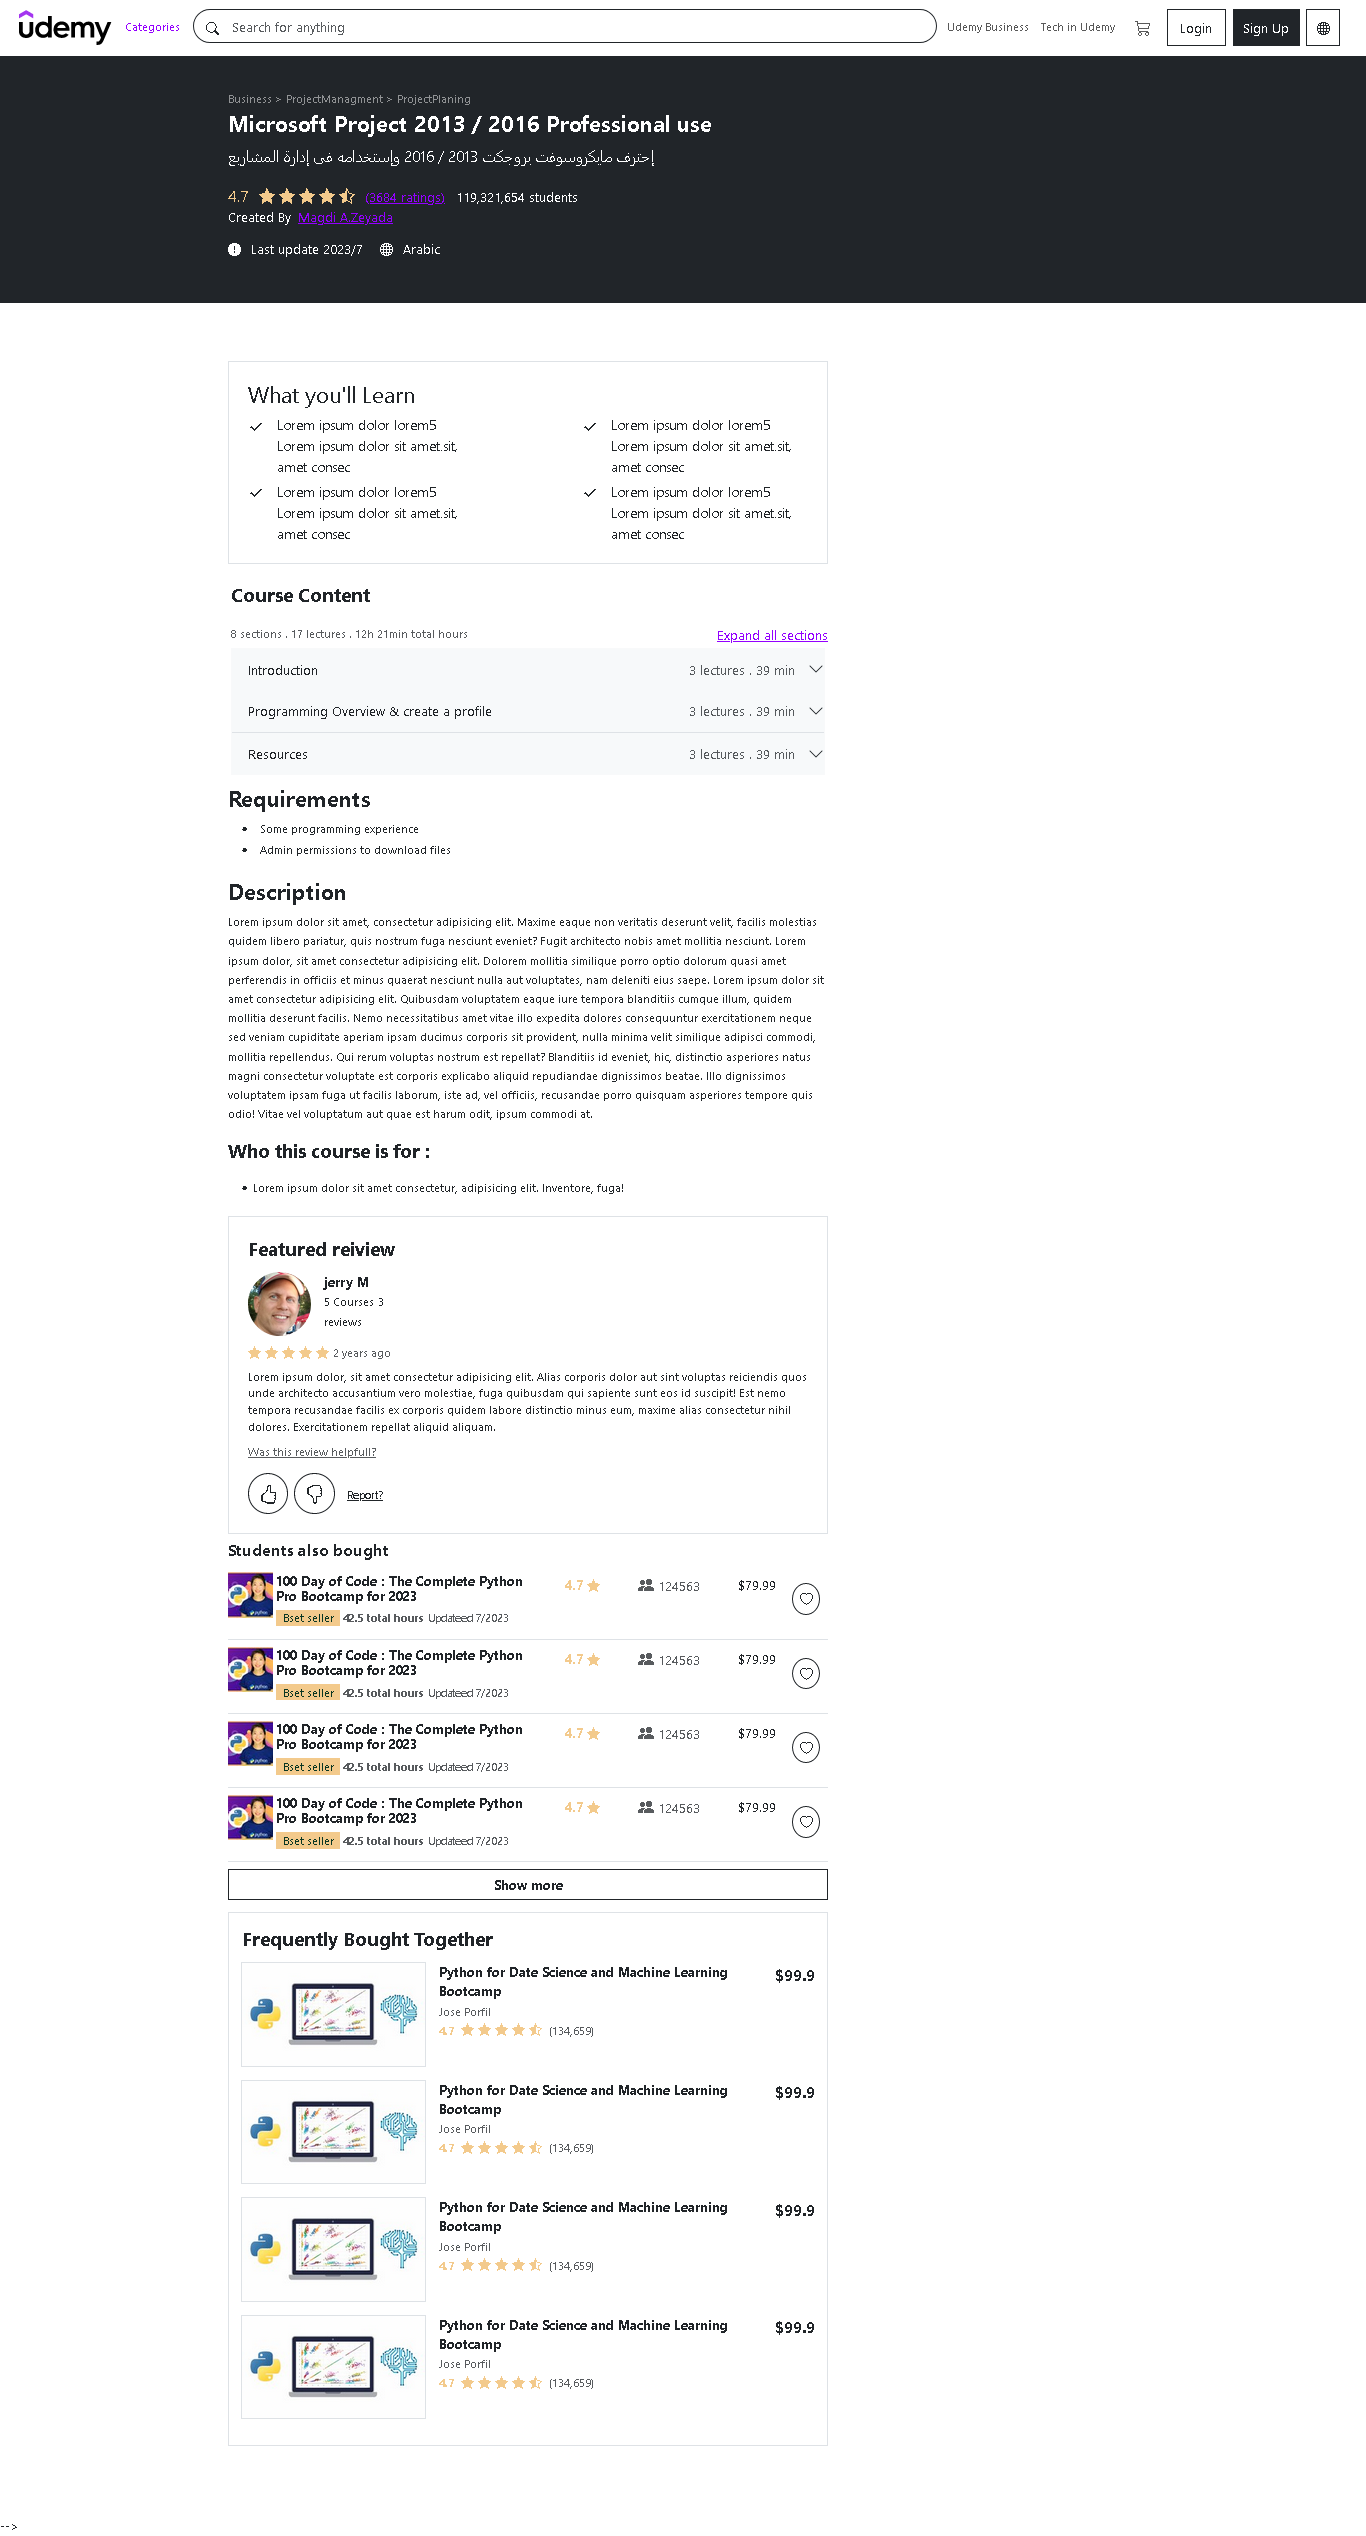 udemy Categories Search for anything Udemy Business Tech in Udemy Login Sign Up
Business > ProjectManagment > ProjectPlaning
Microsoft Project 2013 / 2016 Professional use
إحترف مايكروسوفت بروجكت 2013 / 2016 وإستخدامه فى إدارة المشاريع
4.7 (3684 ratings) 119,321,654 students
Created By Magdi A.Zeyada
Last update 2023/7 Arabic
What you'll Learn
Lorem ipsum dolor lorem5
Lorem ipsum dolor sit amet.sit,
amet consec
Lorem ipsum dolor lorem5
Lorem ipsum dolor sit amet.sit,
amet consec
Lorem ipsum dolor lorem5
Lorem ipsum dolor sit amet.sit,
amet consec
Lorem ipsum dolor lorem5
Lorem ipsum dolor sit amet.sit,
amet consec
Course Content
8 sections . 17 lectures . 12h 21min total hours Expand all sections
Introduction 3 lectures . 39 min
Programming Overview & create a profile 3 lectures . 39 min
Resources 3 lectures . 39 min
Requirements
• Some programming experience
• Admin permissions to download files
Description
Lorem ipsum dolor sit amet, consectetur adipisicing elit. Maxime eaque non veritatis deserunt velit, facilis molestias
quidem libero pariatur, quis nostrum fuga nesciunt eveniet? Fugit architecto nobis amet mollitia nesciunt. Lorem
ipsum dolor, sit amet consectetur adipisicing elit. Dolorem mollitia similique porro optio dolorum quasi amet
perferendis in officiis et minus quaerat nesciunt nulla aut voluptates, nam deleniti eius saepe. Lorem ipsum dolor sit
amet consectetur adipisicing elit. Quibusdam voluptatem eaque iure tempora blanditiis cumque illum, quidem
mollitia deserunt facilis. Nemo necessitatibus amet vitae illo expedita dolores consequuntur exercitationem neque
sed veniam cupiditate aperiam ipsam ducimus corporis sit provident, nulla minima velit similique adipisci commodi,
mollitia repellendus. Qui rerum voluptas nostrum est repellat? Blanditiis id eveniet, hic, distinctio asperiores natus
magni consectetur voluptate est corporis explicabo aliquid repudiandae dignissimos beatae. Illo dignissimos
voluptatem ipsam fuga ut facilis laborum, iste ad, vel officiis, recusandae porro quisquam asperiores tempore quis
odio! Vitae vel voluptatum aut quae est harum odit, ipsum commodi at.
Who this course is for :
• Lorem ipsum dolor sit amet consectetur, adipisicing elit. Inventore, fuga!
Featured reiview
jerry M
5 Courses 3
reviews
2 years ago
Lorem ipsum dolor, sit amet consectetur adipisicing elit. Alias corporis dolor aut sint voluptas reiciendis quos
unde architecto accusantium vero molestiae, fuga quibusdam qui sapiente sunt eos id suscipit! Est nemo
tempora recusandae facilis ex corporis quidem labore distinctio minus eum, maxime alias consectetur nihil
dolores. Exercitationem repellat aliquid aliquam.
Was this review helpfull?
Report?
Students also bought
100 Day of Code : The Complete Python 4.7 124563 $79.99
Pro Bootcamp for 2023
Bset seller 42.5 total hours Updateed 7/2023
100 Day of Code : The Complete Python 4.7 124563 $79.99
Pro Bootcamp for 2023
Bset seller 42.5 total hours Updateed 7/2023
100 Day of Code : The Complete Python 4.7 124563 $79.99
Pro Bootcamp for 2023
Bset seller 42.5 total hours Updateed 7/2023
100 Day of Code : The Complete Python 4.7 124563 $79.99
Pro Bootcamp for 2023
Bset seller 42.5 total hours Updateed 7/2023
Show more
Frequently Bought Together
Python for Date Science and Machine Learning $99.9
Bootcamp
Jose Porfil
4.7 (134,659)
Python for Date Science and Machine Learning $99.9
Bootcamp
Jose Porfil
4.7 (134,659)
Python for Date Science and Machine Learning $99.9
Bootcamp
Jose Porfil
4.7 (134,659)
Python for Date Science and Machine Learning $99.9
Bootcamp
Jose Porfil
4.7 (134,659)
-->